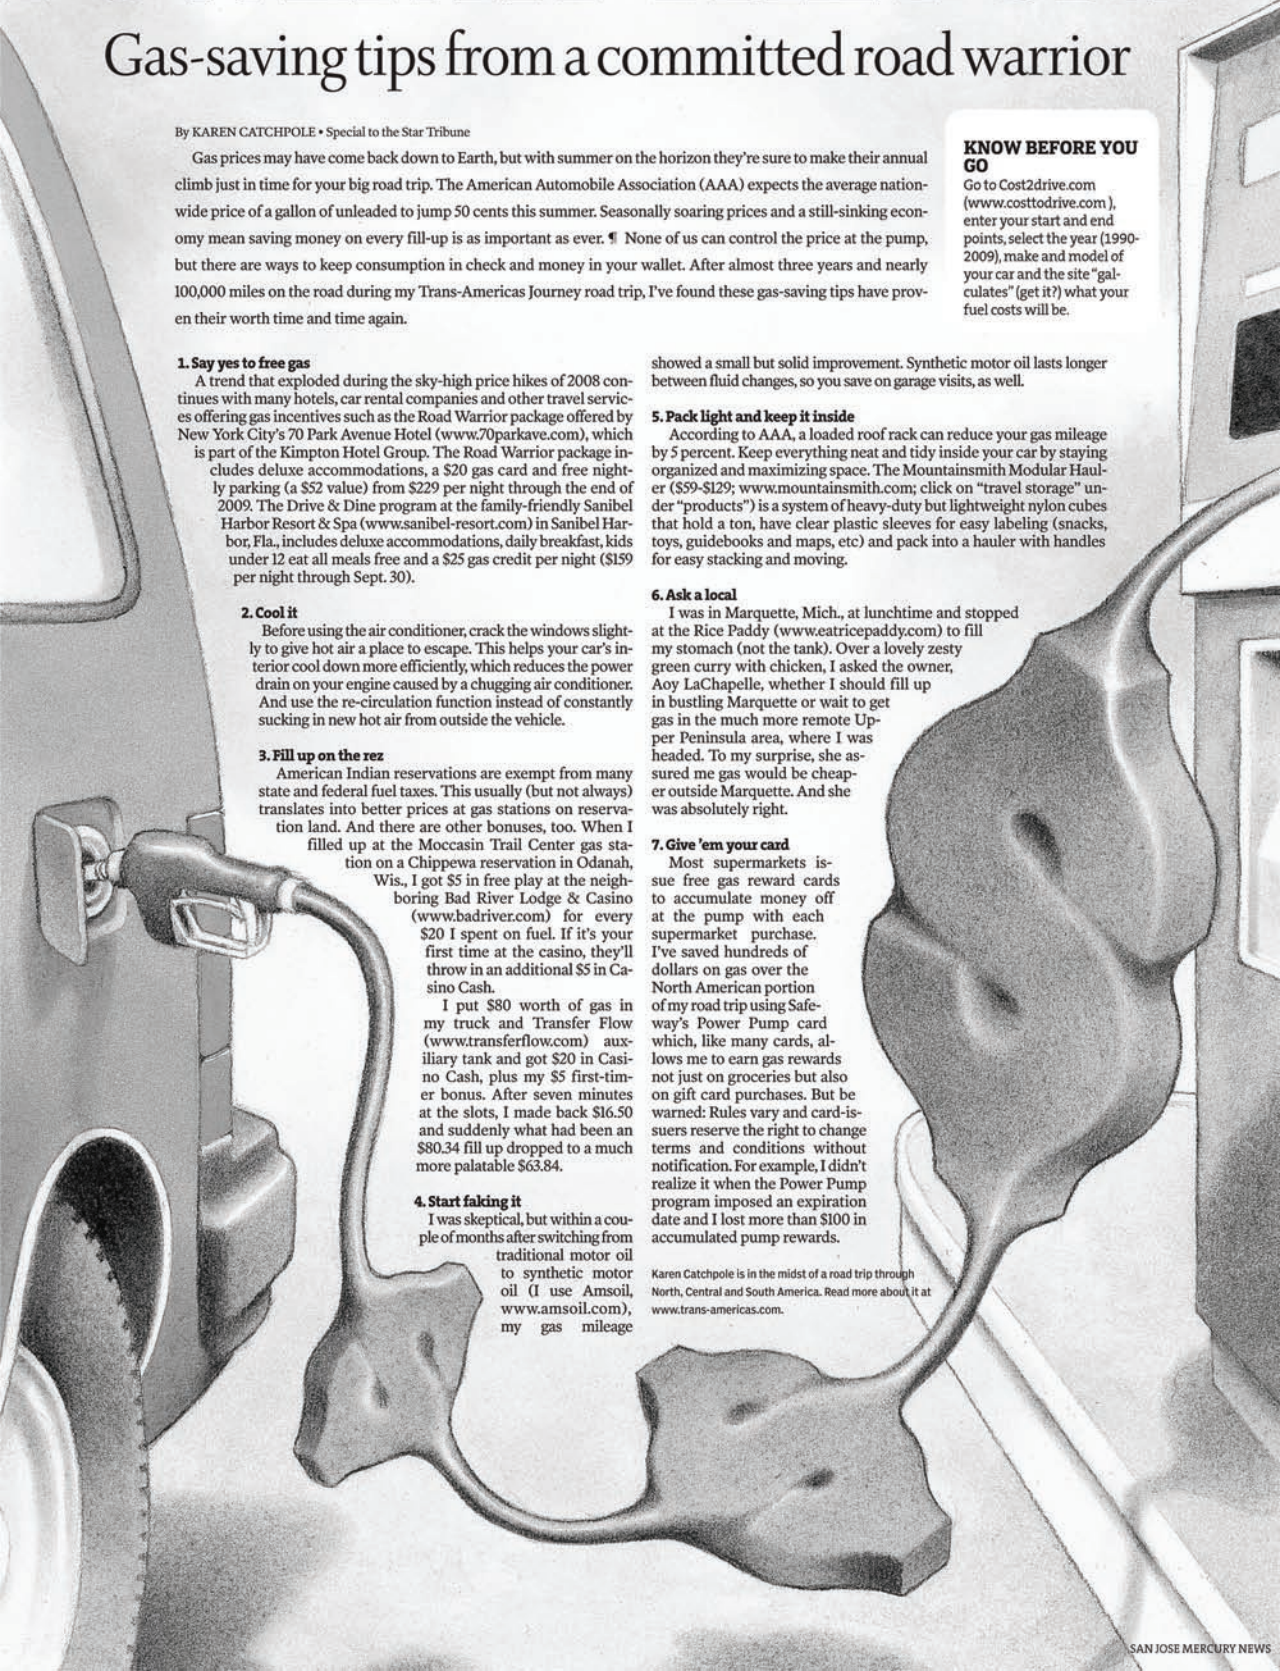 Gas-saving tips from a committed road warrior
By KAREN CATCHPOLE • Special to the Star Tribune
Gas prices may have come back down to Earth, but with summer on the horizon they're sure to make their annual
climb just in time for your big road trip. The American Automobile Association (AAA) expects the average nation-
wide price of a gallon of unleaded to jump 50 cents this summer. Seasonally soaring prices and a still-sinking econ-
omy mean saving money on every fill-up is as important as ever. ¶ None of us can control the price at the pump,
but there are ways to keep consumption in check and money in your wallet. After almost three years and nearly
100,000 miles on the road during my Trans-Americas Journey road trip, I've found these gas-saving tips have prov-
en their worth time and time again.
KNOW BEFORE YOU
GO
Go to Cost2drive.com
(www.costtodrive.com ),
enter your start and end
points, select the year (1990-
2009), make and model of
your car and the site "gal-
culates" (get it?) what your
fuel costs will be.
1. Say yes to free gas
A trend that exploded during the sky-high price hikes of 2008 con-
tinues with many hotels, car rental companies and other travel servic-
es offering gas incentives such as the Road Warrior package offered by
New York City's 70 Park Avenue Hotel (www.70parkave.com), which
is part of the Kimpton Hotel Group. The Road Warrior package in-
cludes deluxe accommodations, a $20 gas card and free night-
ly parking (a $52 value) from $229 per night through the end of
2009. The Drive & Dine program at the family-friendly Sanibel
Harbor Resort & Spa (www.sanibel-resort.com) in Sanibel Har-
bor, Fla., includes deluxe accommodations, daily breakfast, kids
under 12 eat all meals free and a $25 gas credit per night ($159
per night through Sept. 30).
2. Cool it
Before using the air conditioner, crack the windows slight-
ly to give hot air a place to escape. This helps your car's in-
terior cool down more efficiently, which reduces the power
drain on your engine caused by a chugging air conditioner.
And use the re-circulation function instead of constantly
sucking in new hot air from outside the vehicle.
3. Fill up on the rez
American Indian reservations are exempt from many
state and federal fuel taxes. This usually (but not always)
translates into better prices at gas stations on reserva-
tion land. And there are other bonuses, too. When I
filled up at the Moccasin Trail Center gas sta-
tion on a Chippewa reservation in Odanah,
Wis., I got $5 in free play at the neigh-
boring Bad River Lodge & Casino
(www.badriver.com) for every
$20 I spent on fuel. If it's your
first time at the casino, they'll
throw in an additional $5 in Ca-
sino Cash.
I put $80 worth of gas in
my truck and Transfer Flow
(www.transferflow.com) aux-
iliary tank and got $20 in Casi-
no Cash, plus my $5 first-tim-
er bonus. After seven minutes
at the slots, I made back $16.50
and suddenly what had been an
$80.34 fill up dropped to a much
more palatable $63.84.
4. Start faking it
I was skeptical, but within a cou-
ple of months after switching from
traditional motor oil
to synthetic motor
oil (I use Amsoil,
www.amsoil.com),
my gas mileage
showed a small but solid improvement. Synthetic motor oil lasts longer
between fluid changes, so you save on garage visits, as well.
5. Pack light and keep it inside
According to AAA, a loaded roof rack can reduce your gas mileage
by 5 percent. Keep everything neat and tidy inside your car by staying
organized and maximizing space. The Mountainsmith Modular Haul-
er ($59-$129; www.mountainsmith.com; click on "travel storage" un-
der "products") is a system of heavy-duty but lightweight nylon cubes
that hold a ton, have clear plastic sleeves for easy labeling (snacks,
toys, guidebooks and maps, etc) and pack into a hauler with handles
for easy stacking and moving.
6. Ask a local
I was in Marquette, Mich., at lunchtime and stopped
at the Rice Paddy (www.eatricepaddy.com) to fill
my stomach (not the tank). Over a lovely zesty
green curry with chicken, I asked the owner,
Aoy LaChapelle, whether I should fill up
in bustling Marquette or wait to get
gas in the much more remote Up-
per Peninsula area, where I was
headed. To my surprise, she as-
sured me gas would be cheap-
er outside Marquette. And she
was absolutely right.
7. Give 'em your card
Most supermarkets is-
sue free gas reward cards
to accumulate money off
at the pump with each
supermarket purchase.
I've saved hundreds of
dollars on gas over the
North American portion
of my road trip using Safe-
way's Power Pump card
which, like many cards, al-
lows me to earn gas rewards
not just on groceries but also
on gift card purchases. But be
warned: Rules vary and card-is-
suers reserve the right to change
terms and conditions without
notification. For example, I didn't
realize it when the Power Pump
program imposed an expiration
date and I lost more than $100 in
accumulated pump rewards.
Karen Catchpole is in the midst of a road trip through
North, Central and South America. Read more about it at
www.trans-americas.com.
SAN JOSE MERCURY NEWS